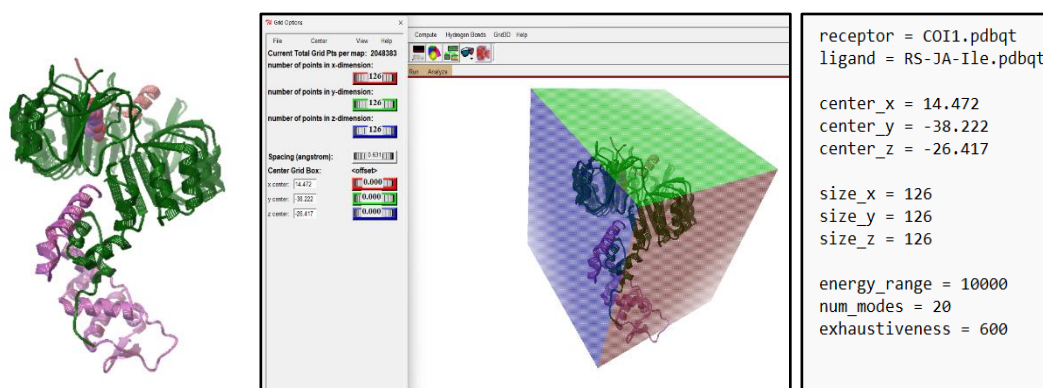 Grid Options
File Center View Help
Current Total Grid Pts per map: 2048383
number of points in x-dimension:
126
number of points in y-dimension:
126
number of points in z-dimension:
126
Spacing (angstrom): 0.631
Center Grid Box: <offset>
x center: 14.472 0.000
y center: -38.222 0.000
z center: -26.417 0.000
Compute Hydrogen Bonds Grid3D Help
Run Analyze
receptor = COI1.pdbqt
ligand = RS-JA-Ile.pdbqt
center_x = 14.472
center_y = -38.222
center_z = -26.417
size_x = 126
size_y = 126
size_z = 126
energy_range = 10000
num_modes = 20
exhaustiveness = 600